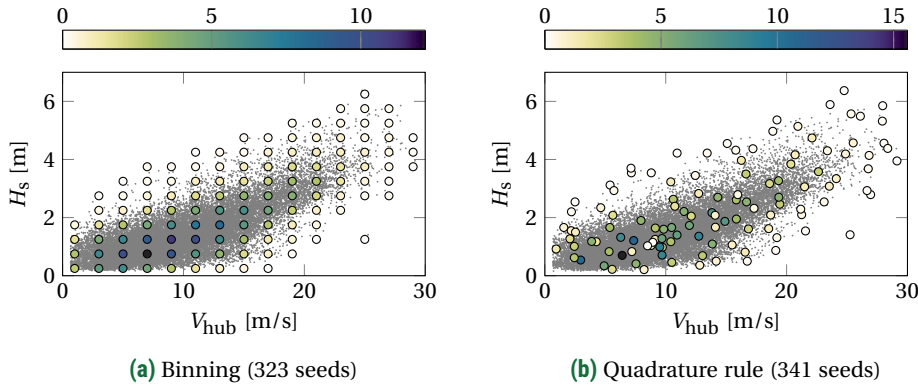 0 5 10
0 5 10 15
6
4
2
0
H_s [m]
0 10 20 30
V_hub [m/s]
(a) Binning (323 seeds)
6
4
2
0
H_s [m]
0 10 20 30
V_hub [m/s]
(b) Quadrature rule (341 seeds)